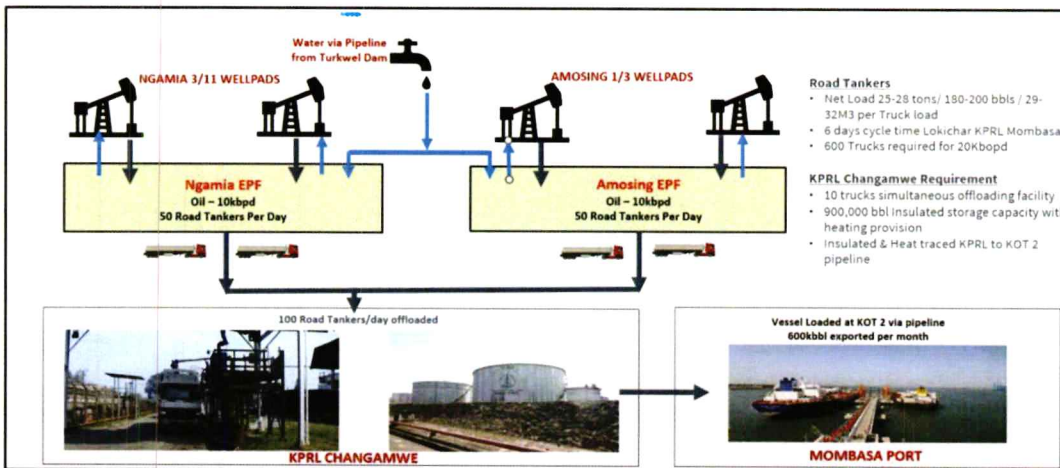 Water via Pipeline
from Turkwel Dam
NGAMIA 3/11 WELLPADS
AMOSING 1/3 WELLPADS
Ngamia EPF
Oil – 10kbpd
50 Road Tankers Per Day
Amosing EPF
Oil – 10kbpd
50 Road Tankers Per Day
Road Tankers
• Net Load 25-28 tons/ 180-200 bbls / 29-
32M3 per Truck load
• 6 days cycle time Lokichar KPRL Mombasa
• 600 Trucks required for 20Kbopd
KPRL Changamwe Requirement
• 10 trucks simultaneous offloading facility
• 900,000 bbl Insulated storage capacity wit
heating provision
• Insulated & Heat traced KPRL to KOT 2
pipeline
100 Road Tankers/day offloaded
KPRL CHANGAMWE
Vessel Loaded at KOT 2 via pipeline
600kbbl exported per month
MOMBASA PORT